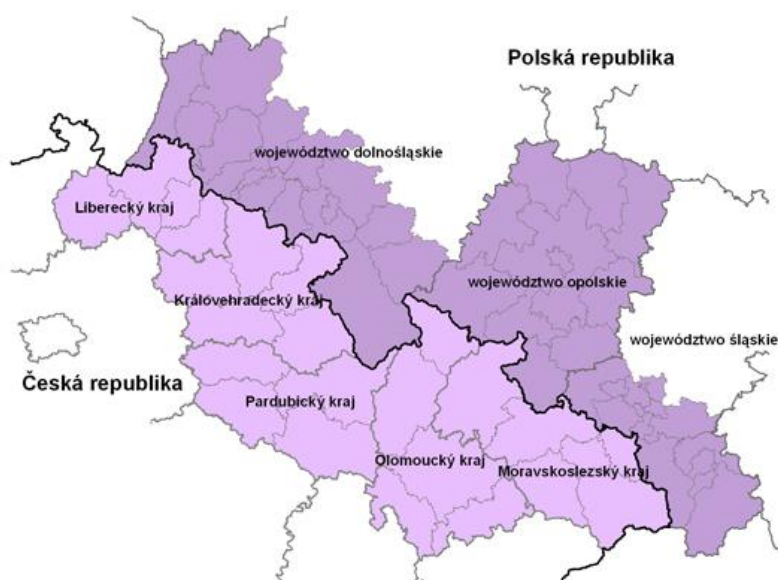 Polská republika
województwo dolnośląskie
Liberecký kraj
województwo opolskie
Královehradecký kraj
województwo śląskie
Česká republika
Pardubický kraj
Olomoucký kraj
Moravskoslezský kraj